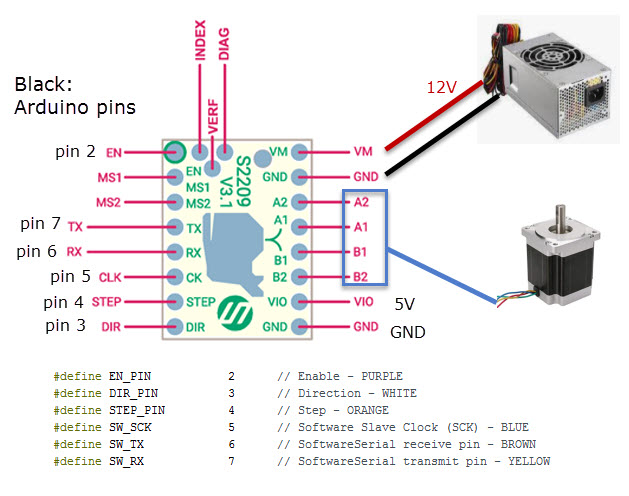 INDEX
DIAG
VERF
Black:
Arduino pins
12V
pin 2 EN
EN
VM
VM
MS1
MS1
GND
GND
MS2
MS2
A2
A2
pin 7 TX
TX
A1
A1
pin 6 RX
RX
B1
B1
pin 5 CLK
CK
B2
B2
pin 4 STEP
STEP
VIO
VIO
5V
pin 3 DIR
DIR
GND
GND
GND
S2209
V3.1
#define EN_PIN 2 // Enable - PURPLE
#define DIR_PIN 3 // Direction - WHITE
#define STEP_PIN 4 // Step - ORANGE
#define SW_SCK 5 // Software Slave Clock (SCK) - BLUE
#define SW_TX 6 // SoftwareSerial receive pin - BROWN
#define SW_RX 7 // SoftwareSerial transmit pin - YELLOW